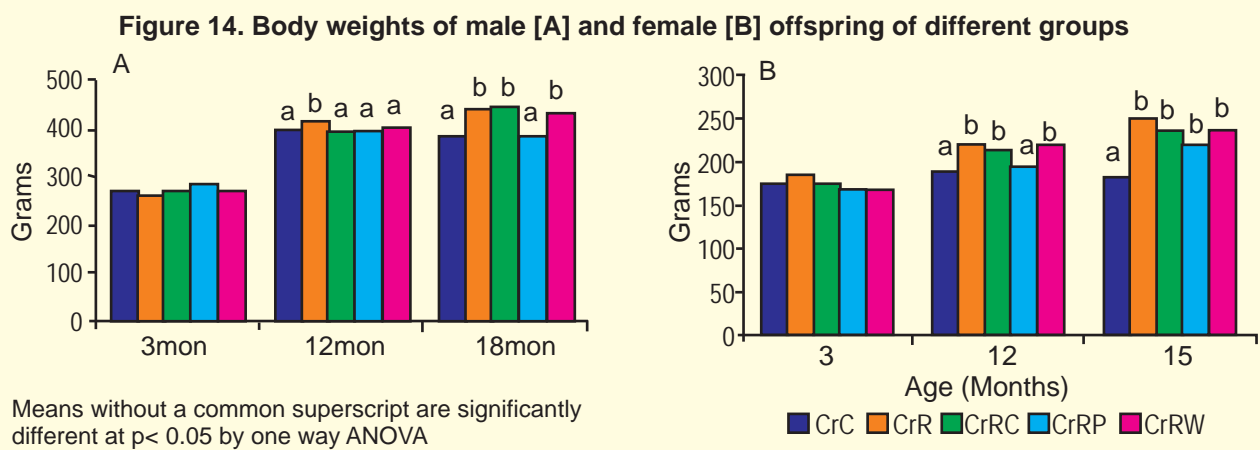 Figure 14. Body weights of male [A] and female [B] offspring of different groups
A
Grams
500
400
300
200
100
0
a b a a a
a b b a b
3mon 12mon 18mon
Means without a common superscript are significantly
different at p< 0.05 by one way ANOVA
B
Grams
300
250
200
150
100
50
0
a b b a b
a b b b b
3 12 15
Age (Months)
CrC CrR CrRC CrRP CrRW